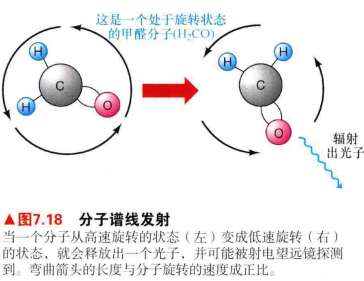 这是一个处于旋转状态
的甲醛分子(H₂CO)
H
H
C
O
H
H
C
O
辐射
出光子
▲图7.18 分子谱线发射
当一个分子从高速旋转的状态（左）变成低速旋转（右）
的状态，就会释放出一个光子，并可能被射电望远镜探测
到。弯曲箭头的长度与分子旋转的速度成正比。